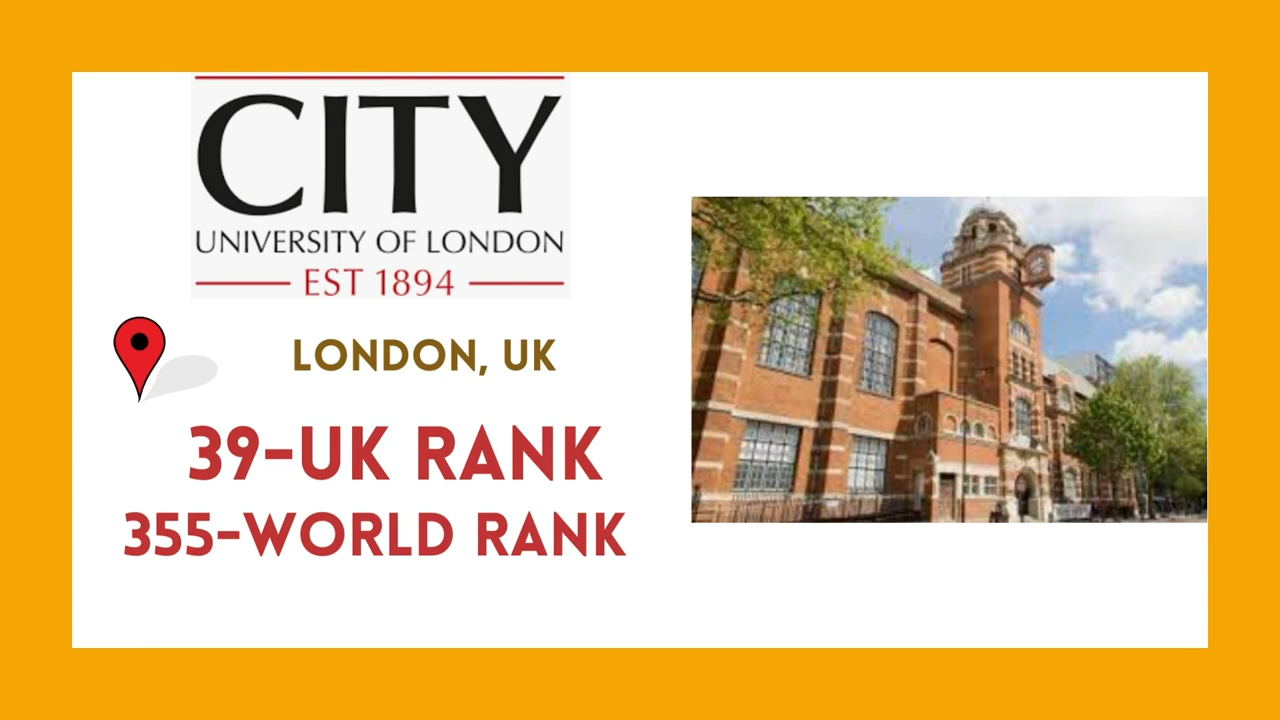 CITY
UNIVERSITY OF LONDON
EST 1894
LONDON, UK
39-UK RANK
355-WORLD RANK